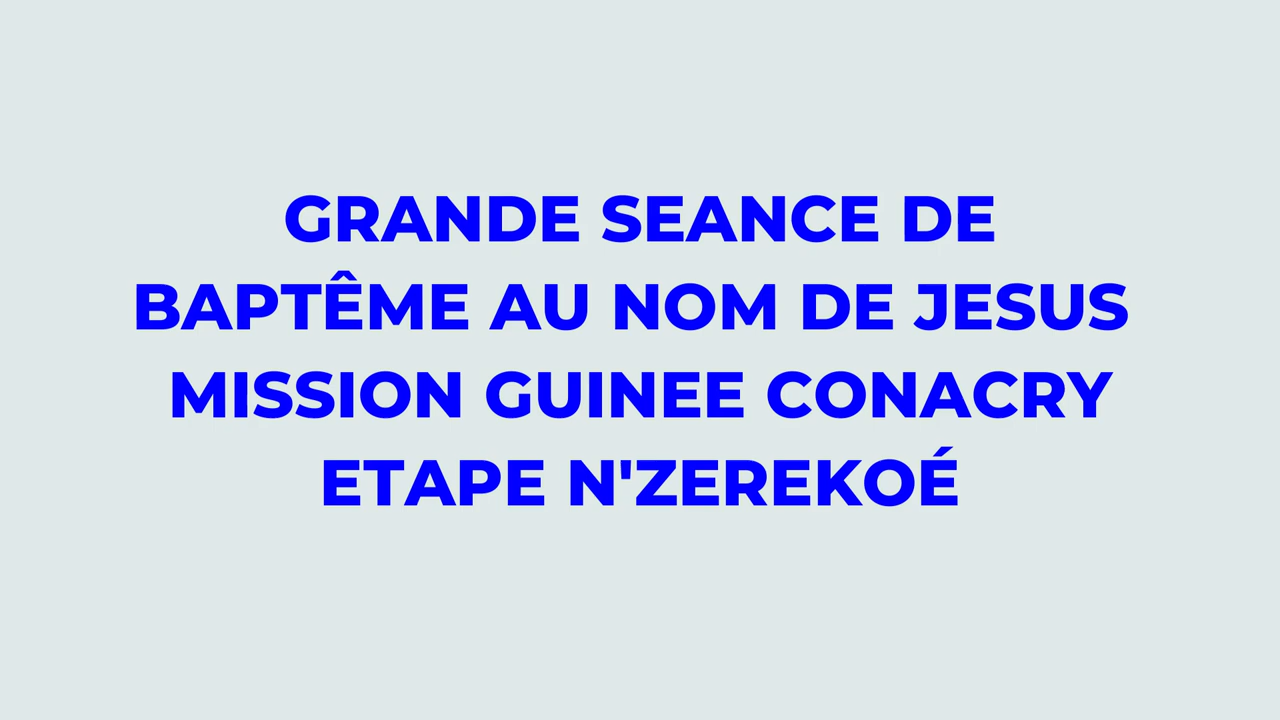 GRANDE SEANCE DE
BAPTÊME AU NOM DE JESUS
MISSION GUINEE CONACRY
ETAPE N'ZEREKOÉ